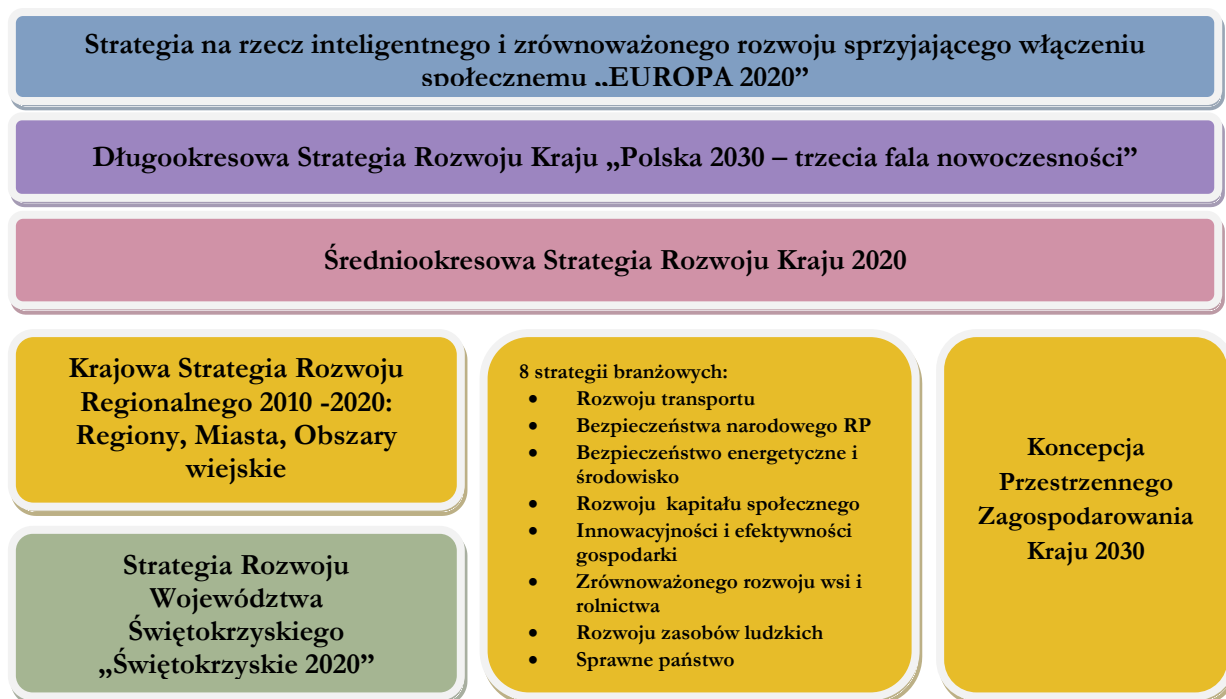 Strategia na rzecz inteligentnego i zrównoważonego rozwoju sprzyjającego włączeniu
społecznemu „EUROPA 2020”
Długookresowa Strategia Rozwoju Kraju „Polska 2030 – trzecia fala nowoczesności”
Średniookresowa Strategia Rozwoju Kraju 2020
Krajowa Strategia Rozwoju
Regionalnego 2010 -2020:
Regiony, Miasta, Obszary
wiejskie
Strategia Rozwoju
Województwa
Świętokrzyskiego
„Świętokrzyskie 2020”
8 strategii branżowych:
• Rozwoju transportu
• Bezpieczeństwa narodowego RP
• Bezpieczeństwo energetyczne i
środowisko
• Rozwoju kapitału społecznego
• Innowacyjności i efektywności
gospodarki
• Zrównoważonego rozwoju wsi i
rolnictwa
• Rozwoju zasobów ludzkich
• Sprawne państwo
Koncepcja
Przestrzennego
Zagospodarowania
Kraju 2030